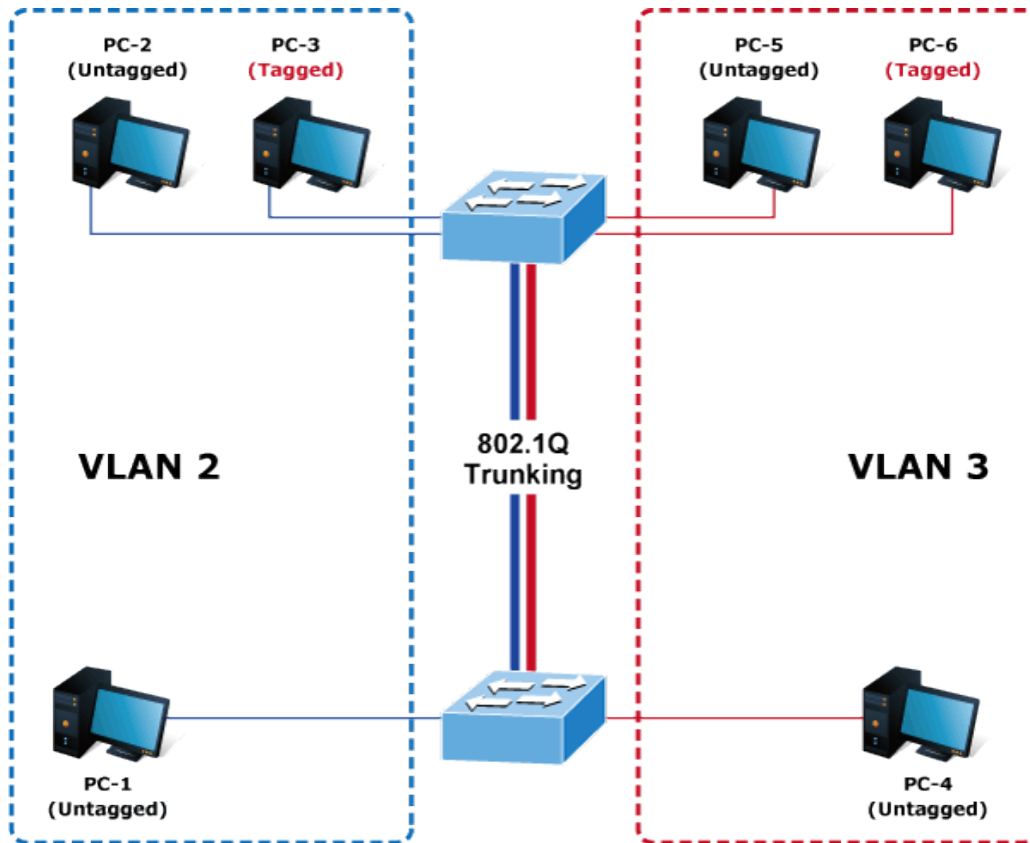 PC-2
(Untagged)
PC-3
(Tagged)
PC-5
(Untagged)
PC-6
(Tagged)
802.1Q
Trunking
VLAN 2
VLAN 3
PC-1
(Untagged)
PC-4
(Untagged)